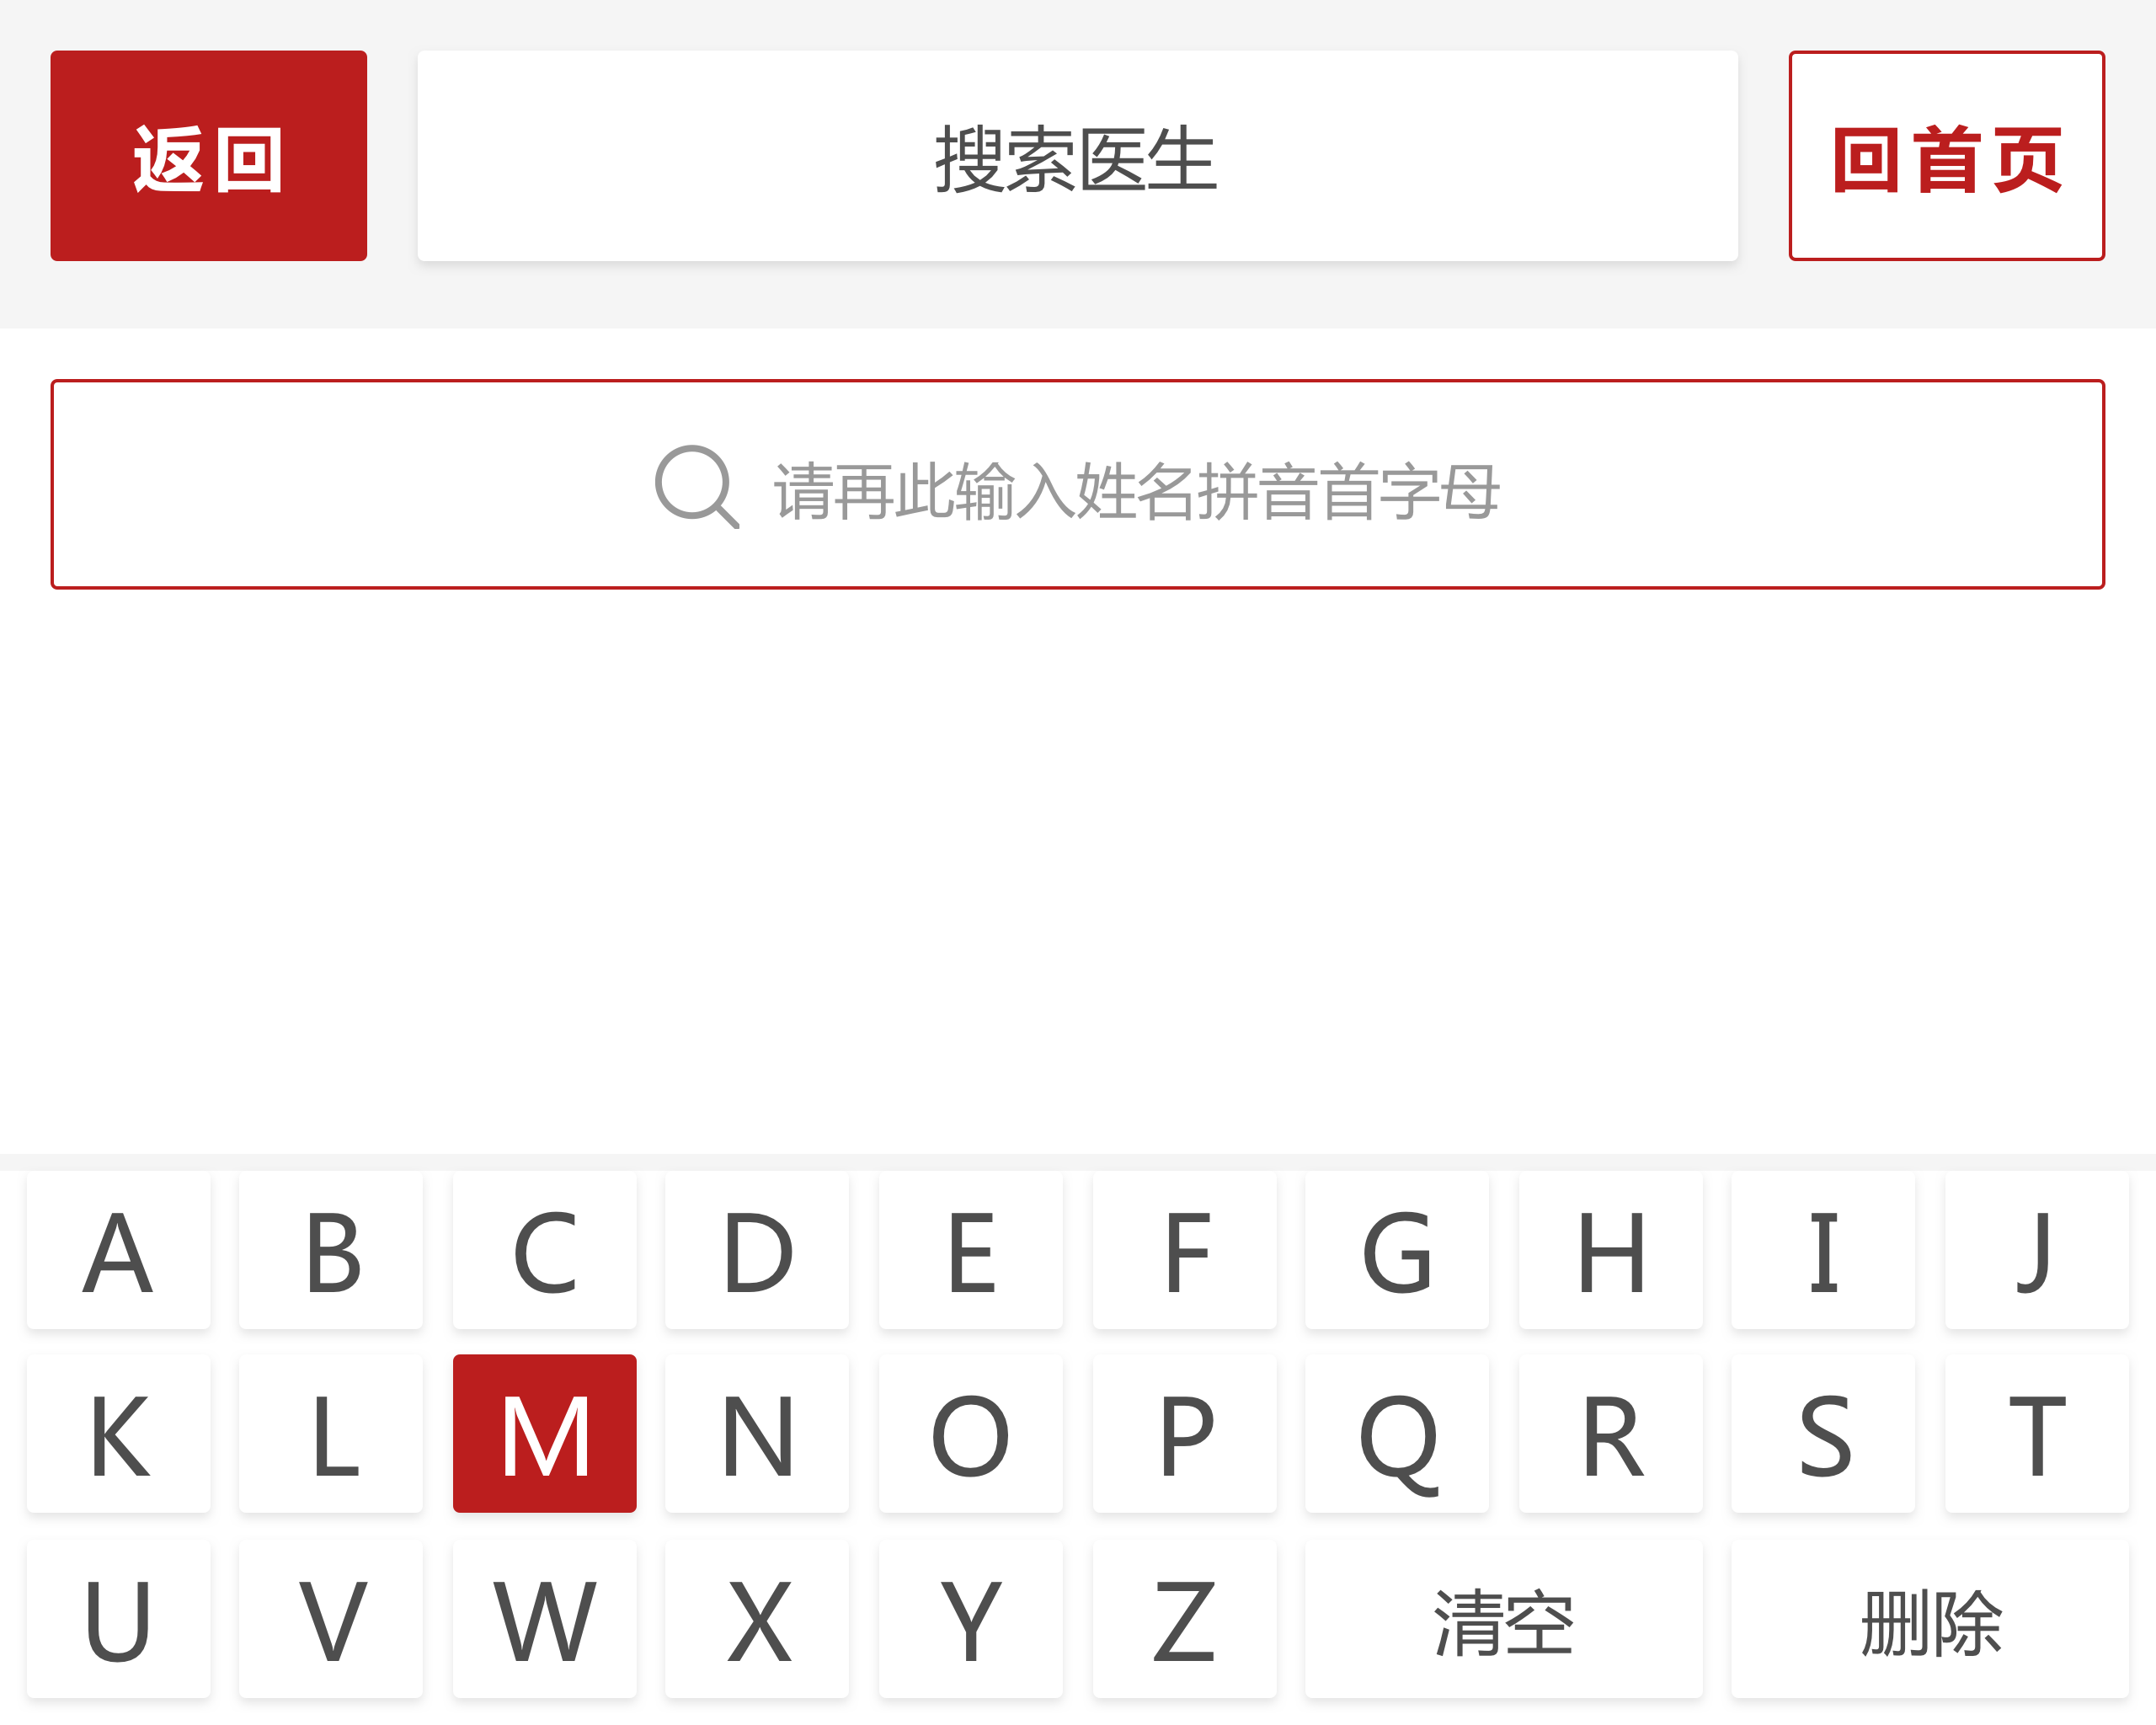 返回 搜索医生 回首页
请再此输入姓名拼音首字母
A B C D E F G H I J
K L M N O P Q R S T
U V W X Y Z 清空 删除